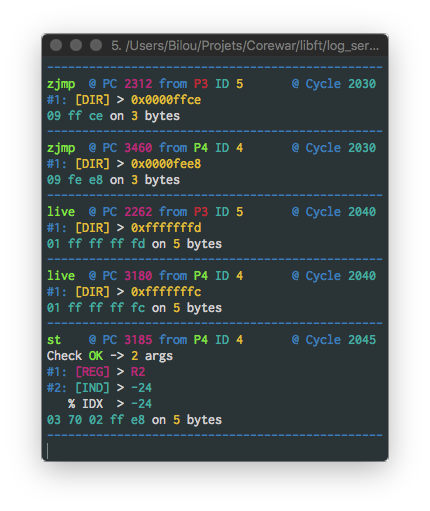 5. /Users/Bilou/Projets/Corewar/libft/log_ser…
--------------------------------------------------
zjmp @ PC 2312 from P3 ID 5 @ Cycle 2030
#1: [DIR] > 0x0000ffce
09 ff ce on 3 bytes
--------------------------------------------------
zjmp @ PC 3460 from P4 ID 4 @ Cycle 2030
#1: [DIR] > 0x0000fee8
09 fe e8 on 3 bytes
--------------------------------------------------
live @ PC 2262 from P3 ID 5 @ Cycle 2040
#1: [DIR] > 0xfffffffd
01 ff ff ff fd on 5 bytes
--------------------------------------------------
live @ PC 3180 from P4 ID 4 @ Cycle 2040
#1: [DIR] > 0xfffffffc
01 ff ff ff fc on 5 bytes
--------------------------------------------------
st @ PC 3185 from P4 ID 4 @ Cycle 2045
Check OK -> 2 args
#1: [REG] > R2
#2: [IND] > -24
% IDX > -24
03 70 02 ff e8 on 5 bytes
--------------------------------------------------